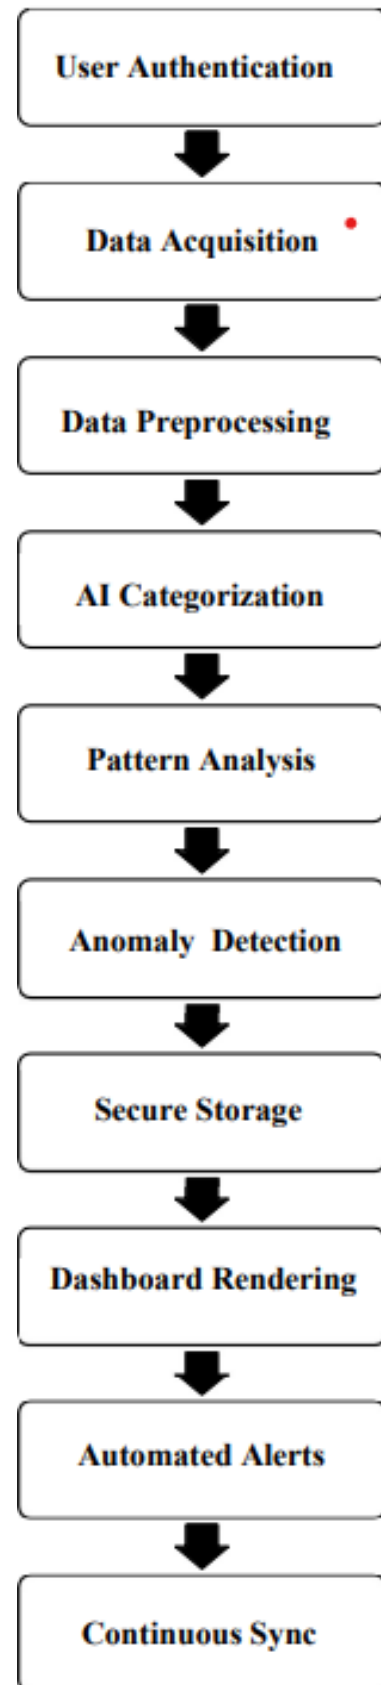 User Authentication
Data Acquisition
Data Preprocessing
AI Categorization
Pattern Analysis
Anomaly  Detection
Secure Storage
Dashboard Rendering
Automated Alerts
Continuous Sync